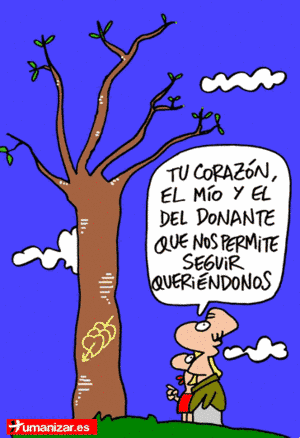 TU CORAZÓN,
EL MÍO Y EL
DEL DONANTE
QUE NOS PERMITE
SEGUIR
QUERIÉNDONOS
Humanizar.es